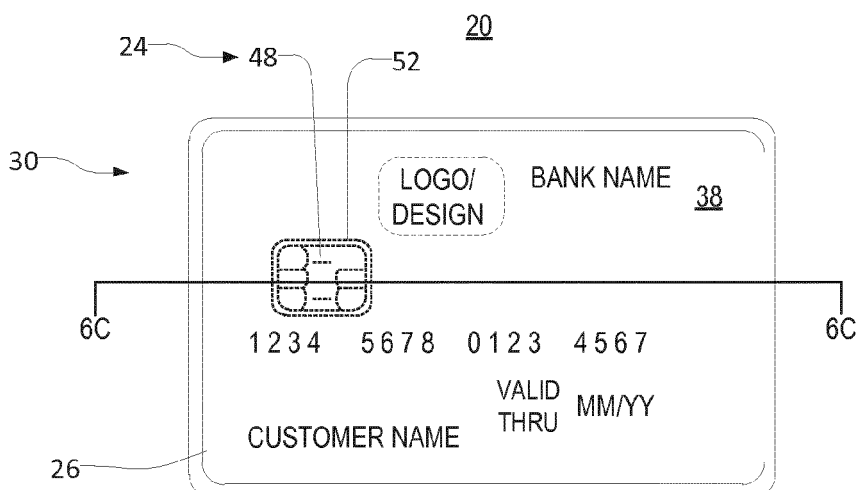 20
24 48 52
30
LOGO/
DESIGN
BANK NAME
38
6C 6C
1234 5678 0123 4567
VALID
THRU
MM/YY
CUSTOMER NAME
26